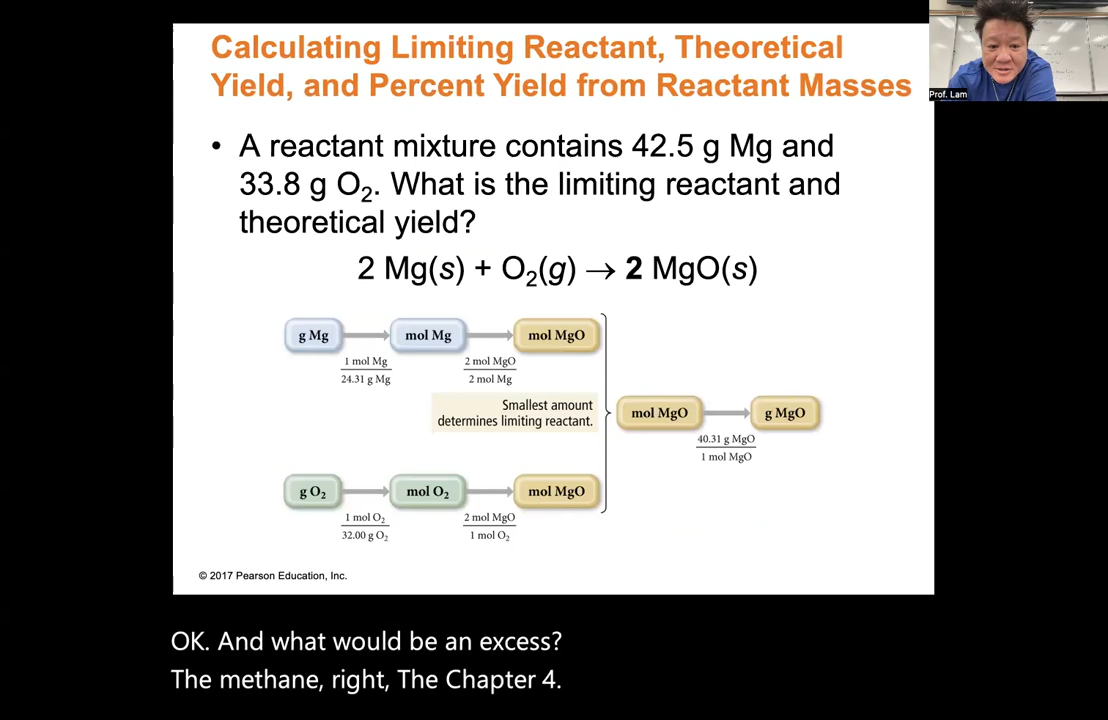 Calculating Limiting Reactant, Theoretical
Yield, and Percent Yield from Reactant Masses
Prof. Lam
• A reactant mixture contains 42.5 g Mg and
33.8 g O₂. What is the limiting reactant and
theoretical yield?
2 Mg(s) + O₂(g) → 2 MgO(s)
g Mg
mol Mg
mol MgO
1 mol Mg
24.31 g Mg
2 mol MgO
2 mol Mg
Smallest amount
determines limiting reactant.
mol MgO
g MgO
40.31 g MgO
1 mol MgO
g O₂
mol O₂
mol MgO
1 mol O₂
32.00 g O₂
2 mol MgO
1 mol O₂
© 2017 Pearson Education, Inc.
OK. And what would be an excess?
The methane, right, The Chapter 4.